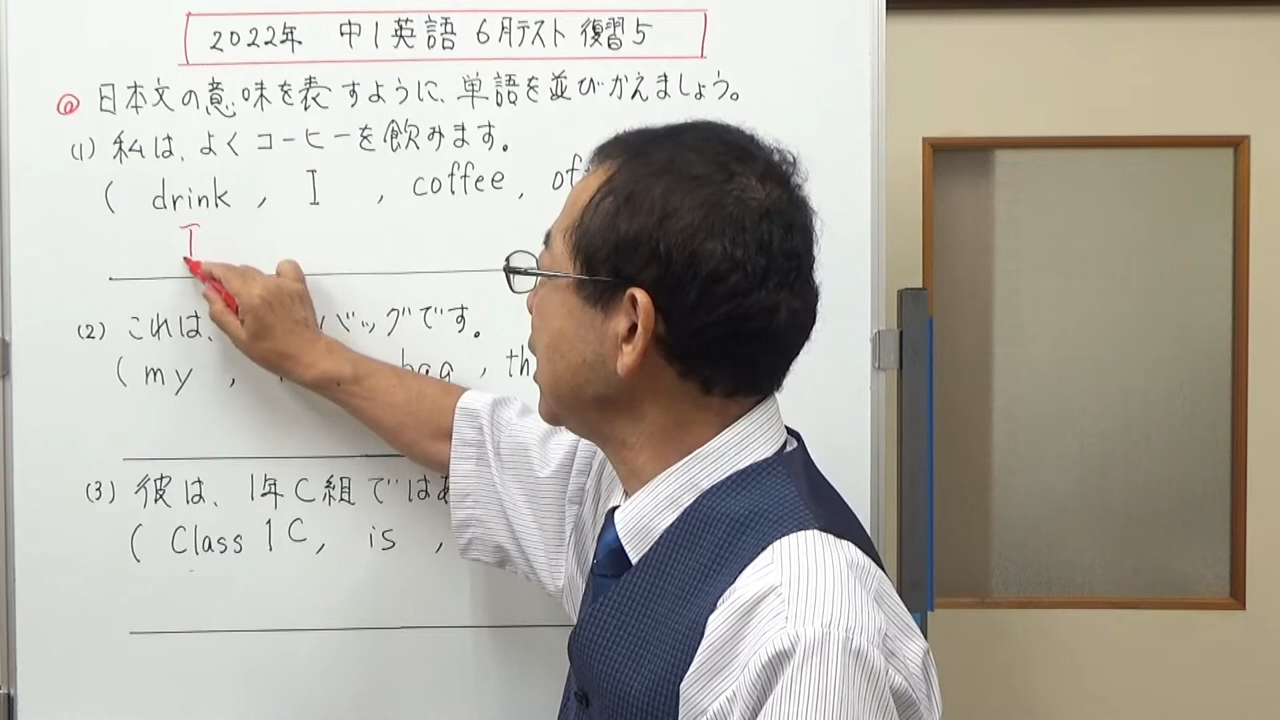 2022年 中1英語 6月テスト 復習5
@ 日本文の意味を表すように、単語を並びかえましょう。
(1) 私は、よくコーヒーを飲みます。
( drink , I , coffee ,
I
(2) これは、 バッグです。
( my , bag ,
(3) 彼は、1年C組では
( Class 1C, is ,